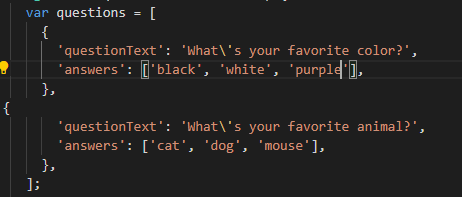 var questions = [
{
'questionText': 'What\'s your favorite color?',
'answers': ['black', 'white', 'purple'],
},
{
'questionText': 'What\'s your favorite animal?',
'answers': ['cat', 'dog', 'mouse'],
},
];